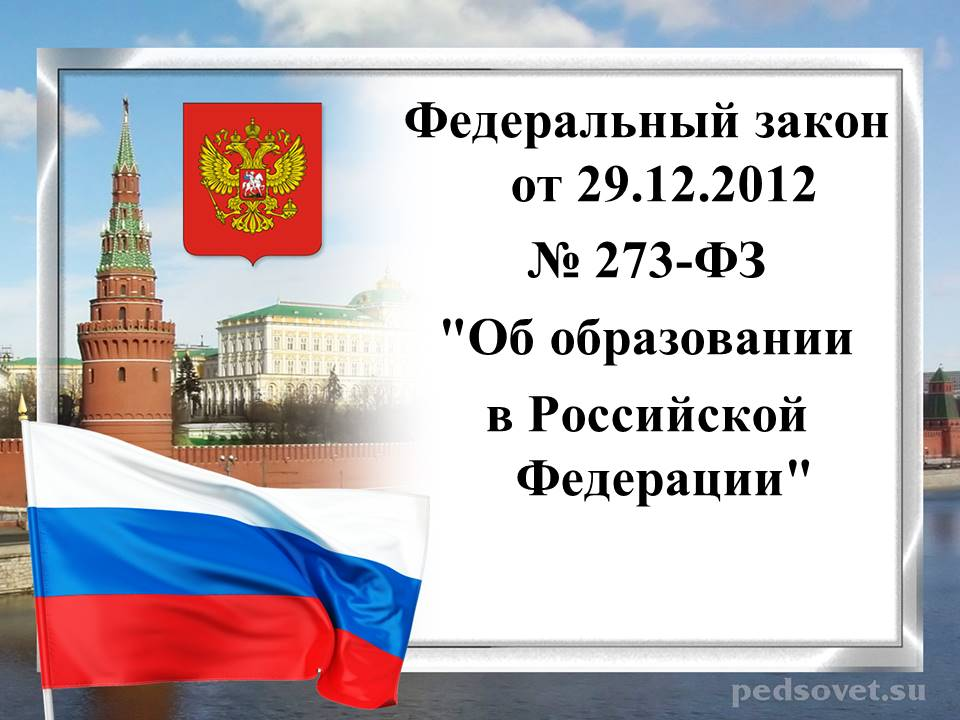 Федеральный закон
от 29.12.2012
№ 273-ФЗ
"Об образовании
в Российской
Федерации"
pedsovet.su